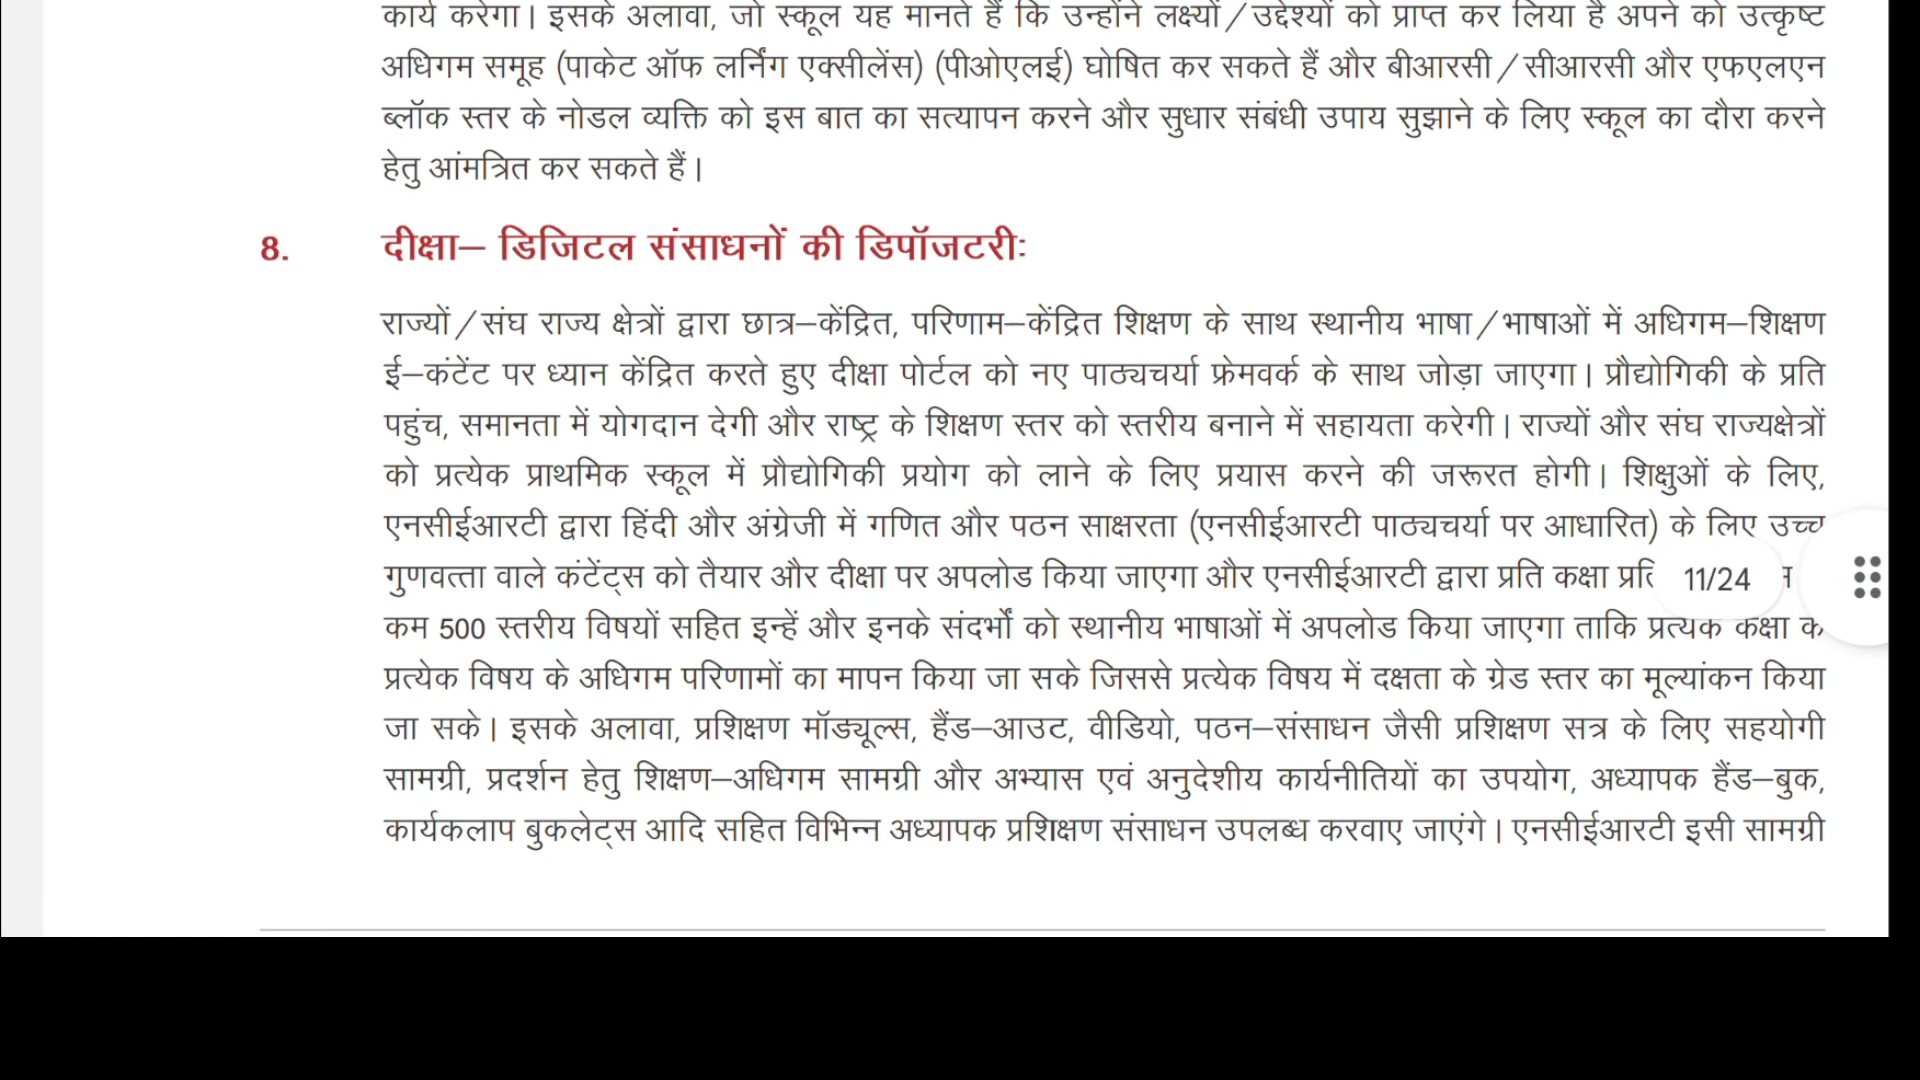 कार्य करेगा। इसके अलावा, जो स्कूल यह मानते हैं कि उन्होंने लक्ष्यों/उद्देश्यों को प्राप्त कर लिया है अपने को उत्कृष्ट
अधिगम समूह (पाकेट ऑफ लर्निंग एक्सीलेंस) (पीओएलई) घोषित कर सकते हैं और बीआरसी/सीआरसी और एफएलएन
ब्लॉक स्तर के नोडल व्यक्ति को इस बात का सत्यापन करने और सुधार संबंधी उपाय सुझाने के लिए स्कूल का दौरा करने
हेतु आंमत्रित कर सकते हैं।
8. दीक्षा– डिजिटल संसाधनों की डिपॉजटरी:
राज्यों/संघ राज्य क्षेत्रों द्वारा छात्र–केंद्रित, परिणाम–केंद्रित शिक्षण के साथ स्थानीय भाषा/भाषाओं में अधिगम–शिक्षण
ई–कंटेंट पर ध्यान केंद्रित करते हुए दीक्षा पोर्टल को नए पाठ्यचर्या फ्रेमवर्क के साथ जोड़ा जाएगा। प्रौद्योगिकी के प्रति
पहुंच, समानता में योगदान देगी और राष्ट्र के शिक्षण स्तर को स्तरीय बनाने में सहायता करेगी। राज्यों और संघ राज्यक्षेत्रों
को प्रत्येक प्राथमिक स्कूल में प्रौद्योगिकी प्रयोग को लाने के लिए प्रयास करने की जरूरत होगी। शिक्षुओं के लिए,
एनसीईआरटी द्वारा हिंदी और अंग्रेजी में गणित और पठन साक्षरता (एनसीईआरटी पाठ्यचर्या पर आधारित) के लिए उच्च
गुणवत्ता वाले कंटेंट्स को तैयार और दीक्षा पर अपलोड किया जाएगा और एनसीईआरटी द्वारा प्रति कक्षा 11/24
कम 500 स्तरीय विषयों सहित इन्हें और इनके संदर्भों को स्थानीय भाषाओं में अपलोड किया जाएगा ताकि प्रत्येक कक्षा के
प्रत्येक विषय के अधिगम परिणामों का मापन किया जा सके जिससे प्रत्येक विषय में दक्षता के ग्रेड स्तर का मूल्यांकन किया
जा सके। इसके अलावा, प्रशिक्षण मॉड्यूल्स, हैंड–आउट, वीडियो, पठन–संसाधन जैसी प्रशिक्षण सत्र के लिए सहयोगी
सामग्री, प्रदर्शन हेतु शिक्षण–अधिगम सामग्री और अभ्यास एवं अनुदेशीय कार्यनीतियों का उपयोग, अध्यापक हैंड–बुक,
कार्यकलाप बुकलेट्स आदि सहित विभिन्न अध्यापक प्रशिक्षण संसाधन उपलब्ध करवाए जाएंगे। एनसीईआरटी इसी सामग्री